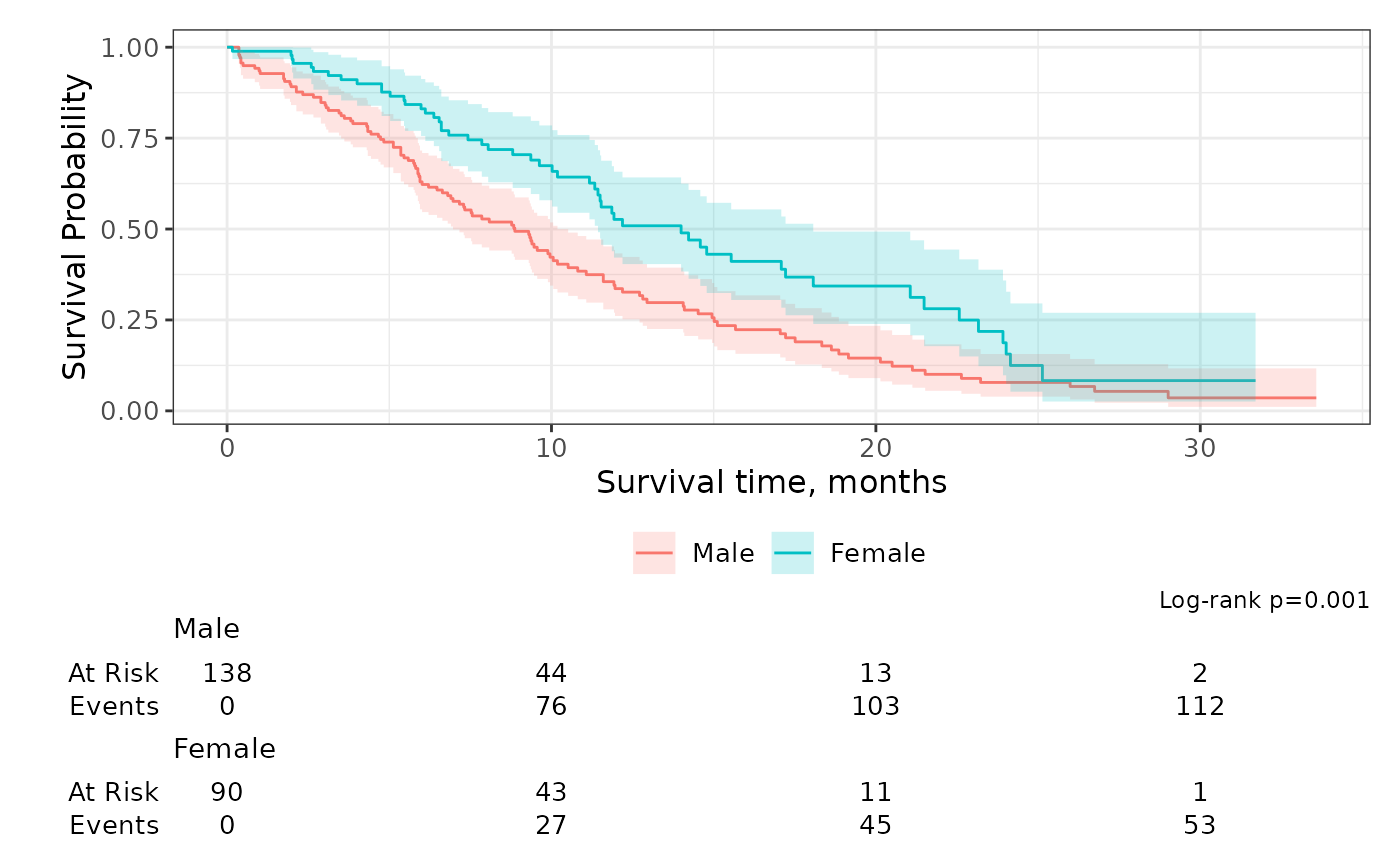 Survival Probability
1.00
0.75
0.50
0.25
0.00
0 10 20 30
Survival time, months
Male Female
Log-rank p=0.001
Male
At Risk 138 44 13 2
Events 0 76 103 112
Female
At Risk 90 43 11 1
Events 0 27 45 53